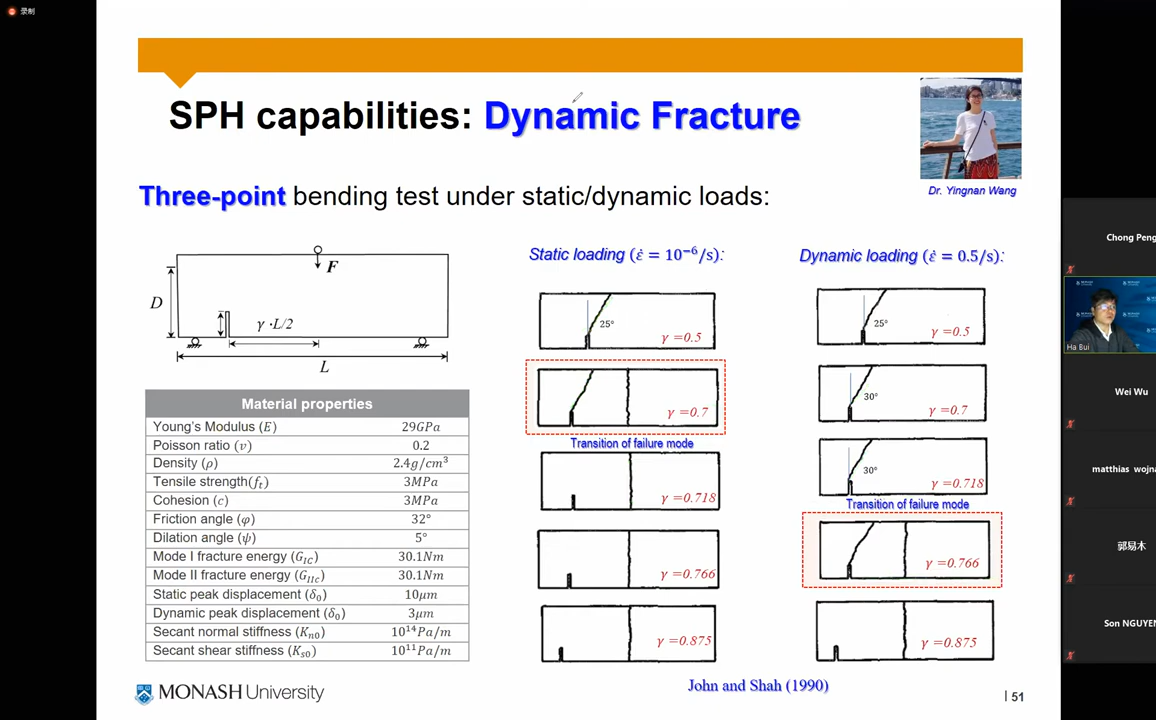 录制
SPH capabilities: Dynamic Fracture
Dr. Yingnan Wang
Three-point bending test under static/dynamic loads:
F
D
γ ·L/2
L
Material properties
Young's Modulus (E) 29GPa
Poisson ratio (v) 0.2
Density (ρ) 2.4g/cm³
Tensile strength(fₜ) 3MPa
Cohesion (c) 3MPa
Friction angle (φ) 32°
Dilation angle (ψ) 5°
Mode I fracture energy (G_IC) 30.1Nm
Mode II fracture energy (G_IIc) 30.1Nm
Static peak displacement (δ₀) 10μm
Dynamic peak displacement (δ₀) 3μm
Secant normal stiffness (K_n0) 10¹⁴Pa/m
Secant shear stiffness (K_s0) 10¹¹Pa/m
Static loading (ε̇ = 10⁻⁶/s):
25°
γ =0.5
γ =0.7
Transition of failure mode
γ =0.718
γ =0.766
γ =0.875
Dynamic loading (ε̇ = 0.5/s):
25°
γ =0.5
30°
γ =0.7
30°
γ =0.718
Transition of failure mode
γ =0.766
γ =0.875
John and Shah (1990)
MONASH University
51
Chong Peng
Ha Bui
Wei Wu
matthias wojna
郭易木
Son NGUYEN